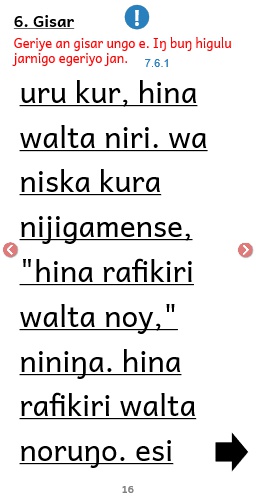 6. Gisar
Geriye an gisar ungo e. Iŋ buŋ higulu
jarnigo egeriyo jan.
7.6.1
uru kur, hina
walta niri. wa
niska kura
nijigamense,
"hina rafikiri
walta noy,"
niniŋa. hina
rafikiri walta
noruŋo. esi
16